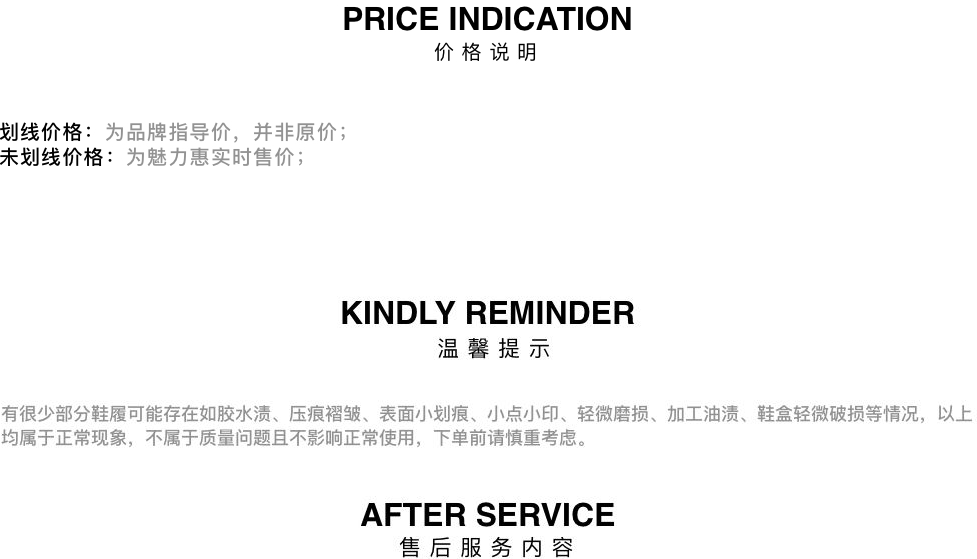 PRICE INDICATION
价格说明
划线价格：为品牌指导价，并非原价；
未划线价格：为魅力惠实时售价；
KINDLY REMINDER
温馨提示
有很少部分鞋履可能存在如胶水渍、压痕褶皱、表面小划痕、小点小印、轻微磨损、加工油渍、鞋盒轻微破损等情况，以上
均属于正常现象，不属于质量问题且不影响正常使用，下单前请慎重考虑。
AFTER SERVICE
售后服务内容